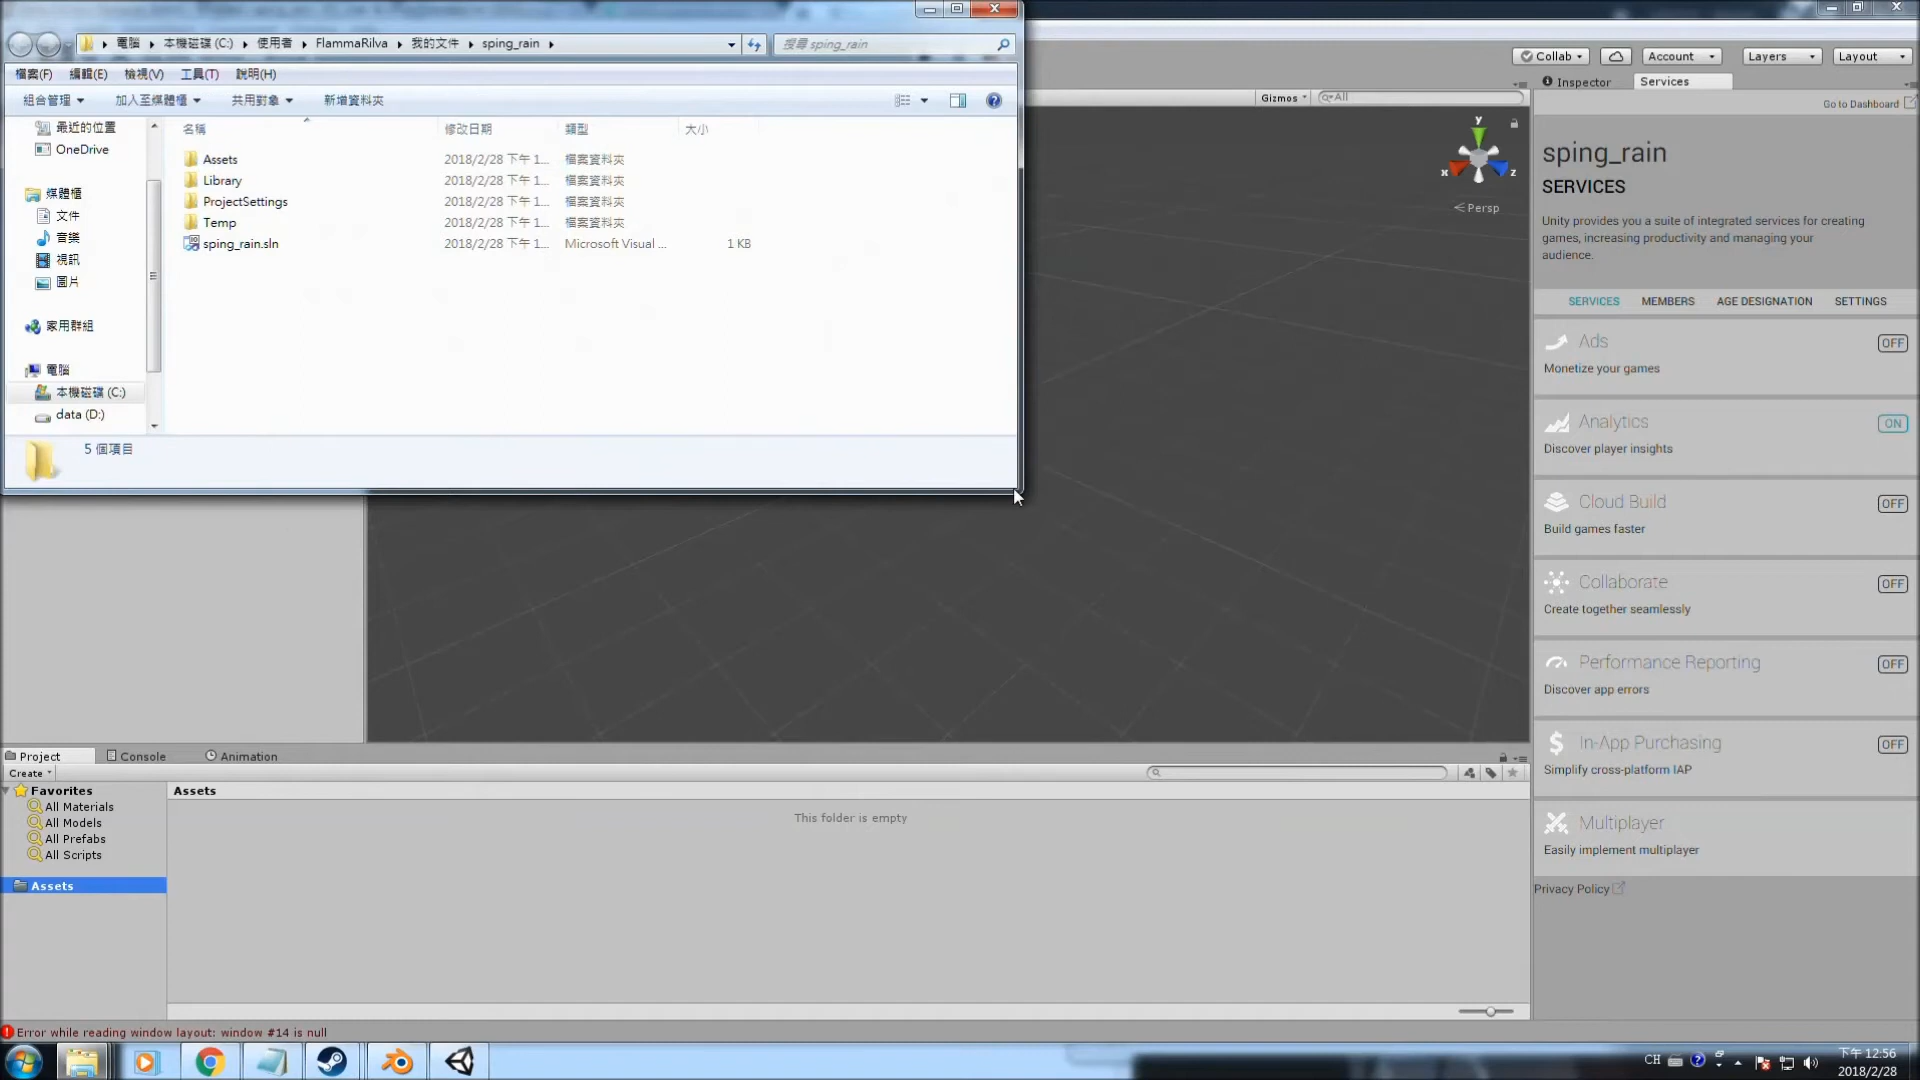 電腦 本機磁碟 (C:) 使用者 FlammaRilva 我的文件 sping_rain
搜尋 sping_rain
檔案(F) 編輯(E) 檢視(V) 工具(T) 說明(H)
組合管理 加入至媒體櫃 共用對象 新增資料夾
最近的位置
OneDrive
媒體櫃
文件
音樂
視訊
圖片
家用群組
電腦
本機磁碟 (C:)
data (D:)
名稱 修改日期 類型 大小
Assets 2018/2/28 下午 1... 檔案資料夾
Library 2018/2/28 下午 1... 檔案資料夾
ProjectSettings 2018/2/28 下午 1... 檔案資料夾
Temp 2018/2/28 下午 1... 檔案資料夾
sping_rain.sln 2018/2/28 下午 1... Microsoft Visual ... 1 KB
5 個項目
Collab Account Layers Layout
Gizmos All
y
x z
Persp
Inspector Services
Go to Dashboard
sping_rain
SERVICES
Unity provides you a suite of integrated services for creating
games, increasing productivity and managing your
audience.
SERVICES MEMBERS AGE DESIGNATION SETTINGS
Ads OFF
Monetize your games
Analytics ON
Discover player insights
Cloud Build OFF
Build games faster
Collaborate OFF
Create together seamlessly
Performance Reporting OFF
Discover app errors
In-App Purchasing OFF
Simplify cross-platform IAP
Multiplayer
Easily implement multiplayer
Privacy Policy
Project Console Animation
Create
Favorites
All Materials
All Models
All Prefabs
All Scripts
Assets
Assets
This folder is empty
Error while reading window layout: window #14 is null
CH
下午 12:56
2018/2/28